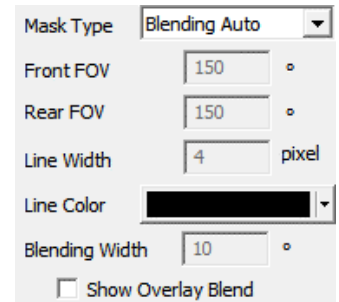 Mask Type Blending Auto
Front FOV 150 °
Rear FOV 150 °
Line Width 4 pixel
Line Color
Blending Width 10 °
Show Overlay Blend